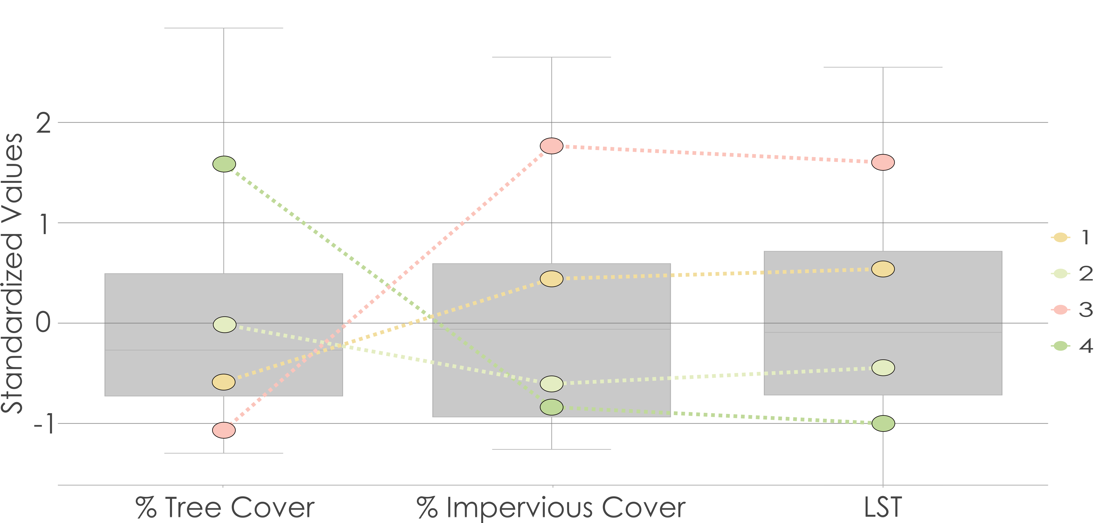 Standardized Values
2
1
0
-1
% Tree Cover
% Impervious Cover
LST
1
2
3
4